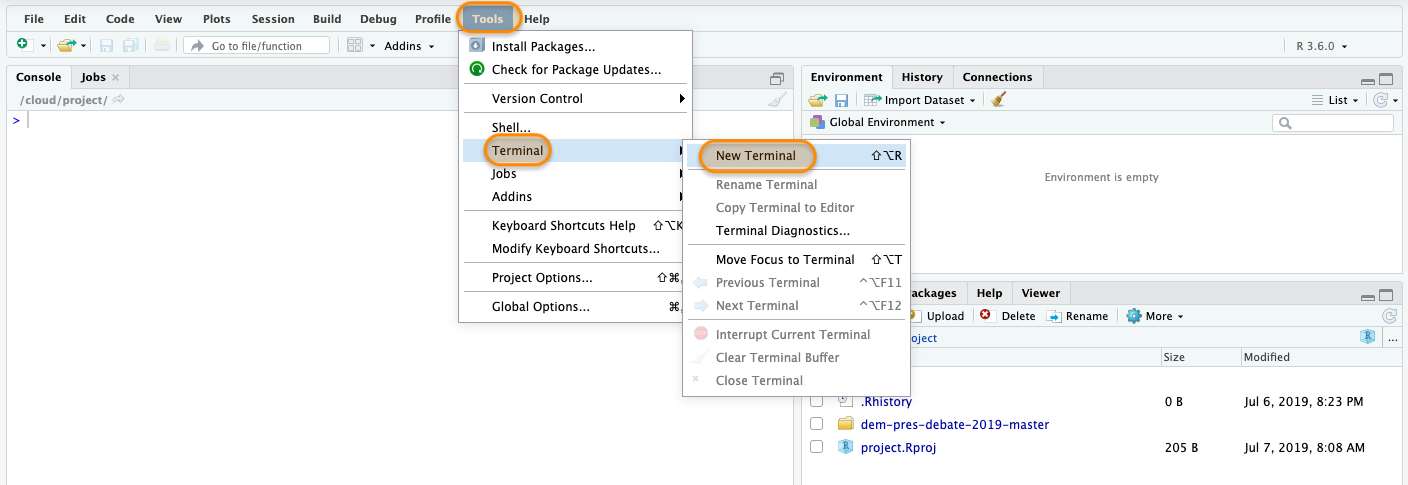 File Edit Code View Plots Session Build Debug Profile Tools Help
Go to file/function Addins R 3.6.0
Console Jobs
/cloud/project/
>
Install Packages...
Check for Package Updates...
Version Control
Shell...
Terminal
Jobs
Addins
Keyboard Shortcuts Help ⇧⌥K
Modify Keyboard Shortcuts...
Project Options... ⇧⌘,
Global Options... ⌘,
New Terminal ⇧⌥R
Rename Terminal
Copy Terminal to Editor
Terminal Diagnostics...
Move Focus to Terminal ⇧⌥T
Previous Terminal ^⌥F11
Next Terminal ^⌥F12
Interrupt Current Terminal
Clear Terminal Buffer
Close Terminal
Environment History Connections
Import Dataset List
Global Environment
Environment is empty
ackages Help Viewer
Upload Delete Rename More
oject ...
Size Modified
.Rhistory 0 B Jul 6, 2019, 8:23 PM
dem-pres-debate-2019-master
project.Rproj 205 B Jul 7, 2019, 8:08 AM